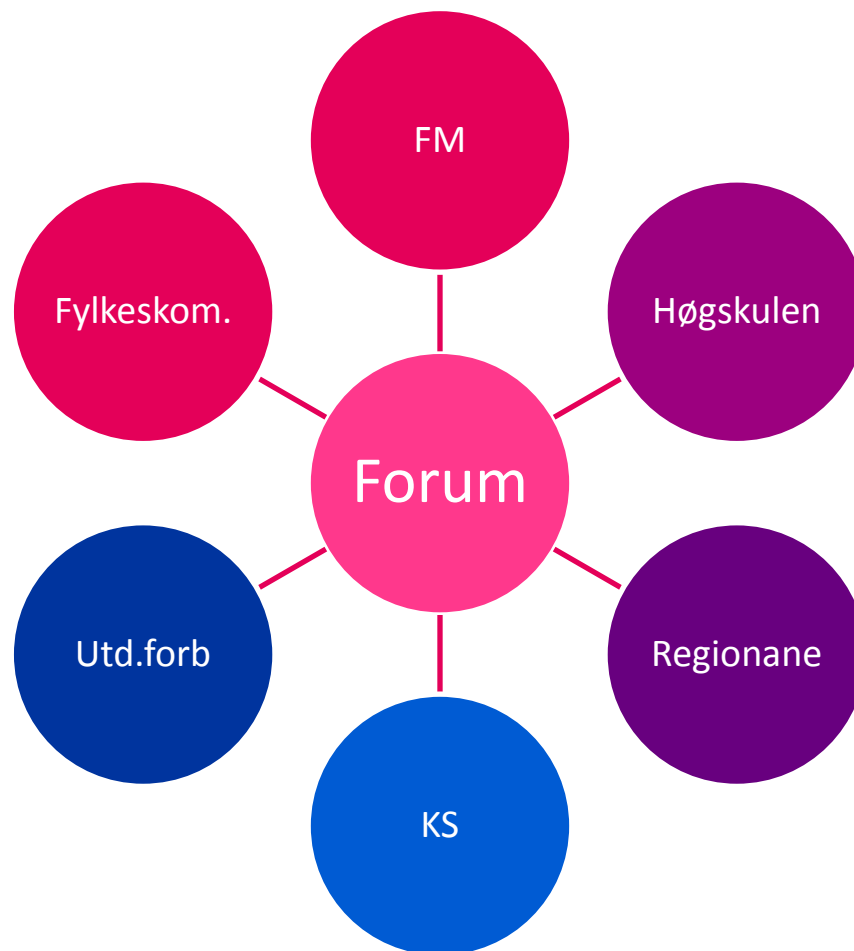 FM
Fylkeskom.
Høgskulen
Forum
Utd.forb
Regionane
KS